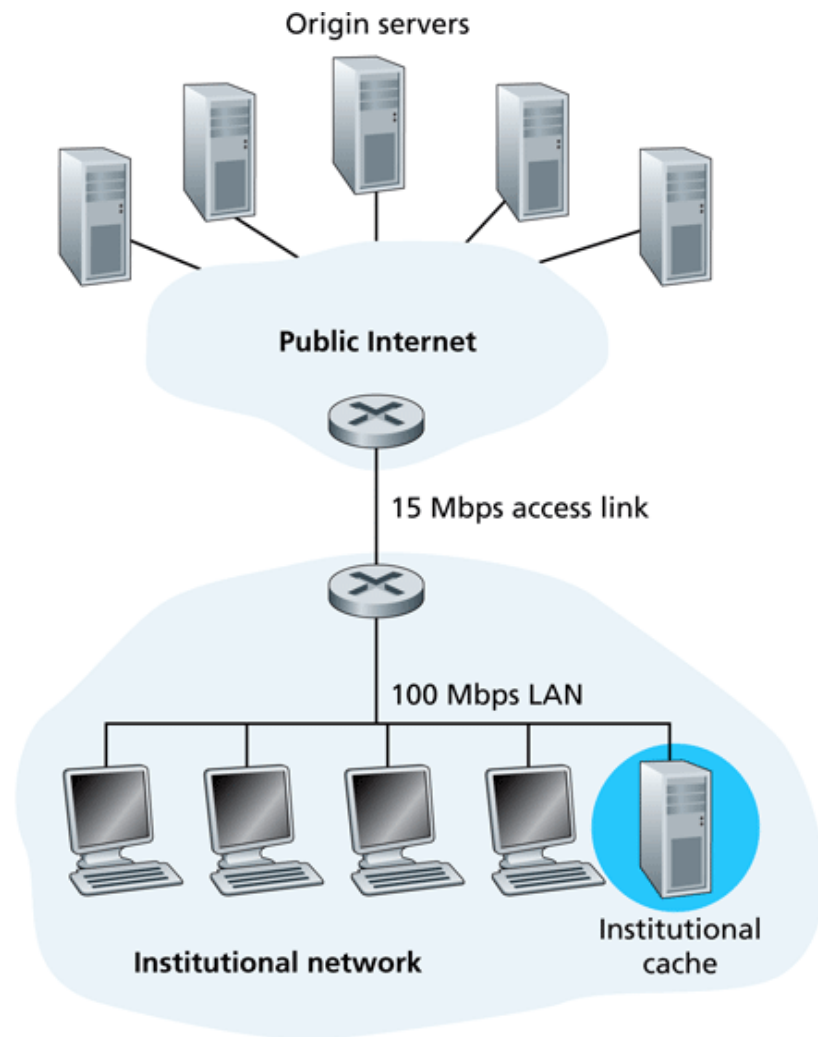 Origin servers
Public Internet
15 Mbps access link
100 Mbps LAN
Institutional
cache
Institutional network